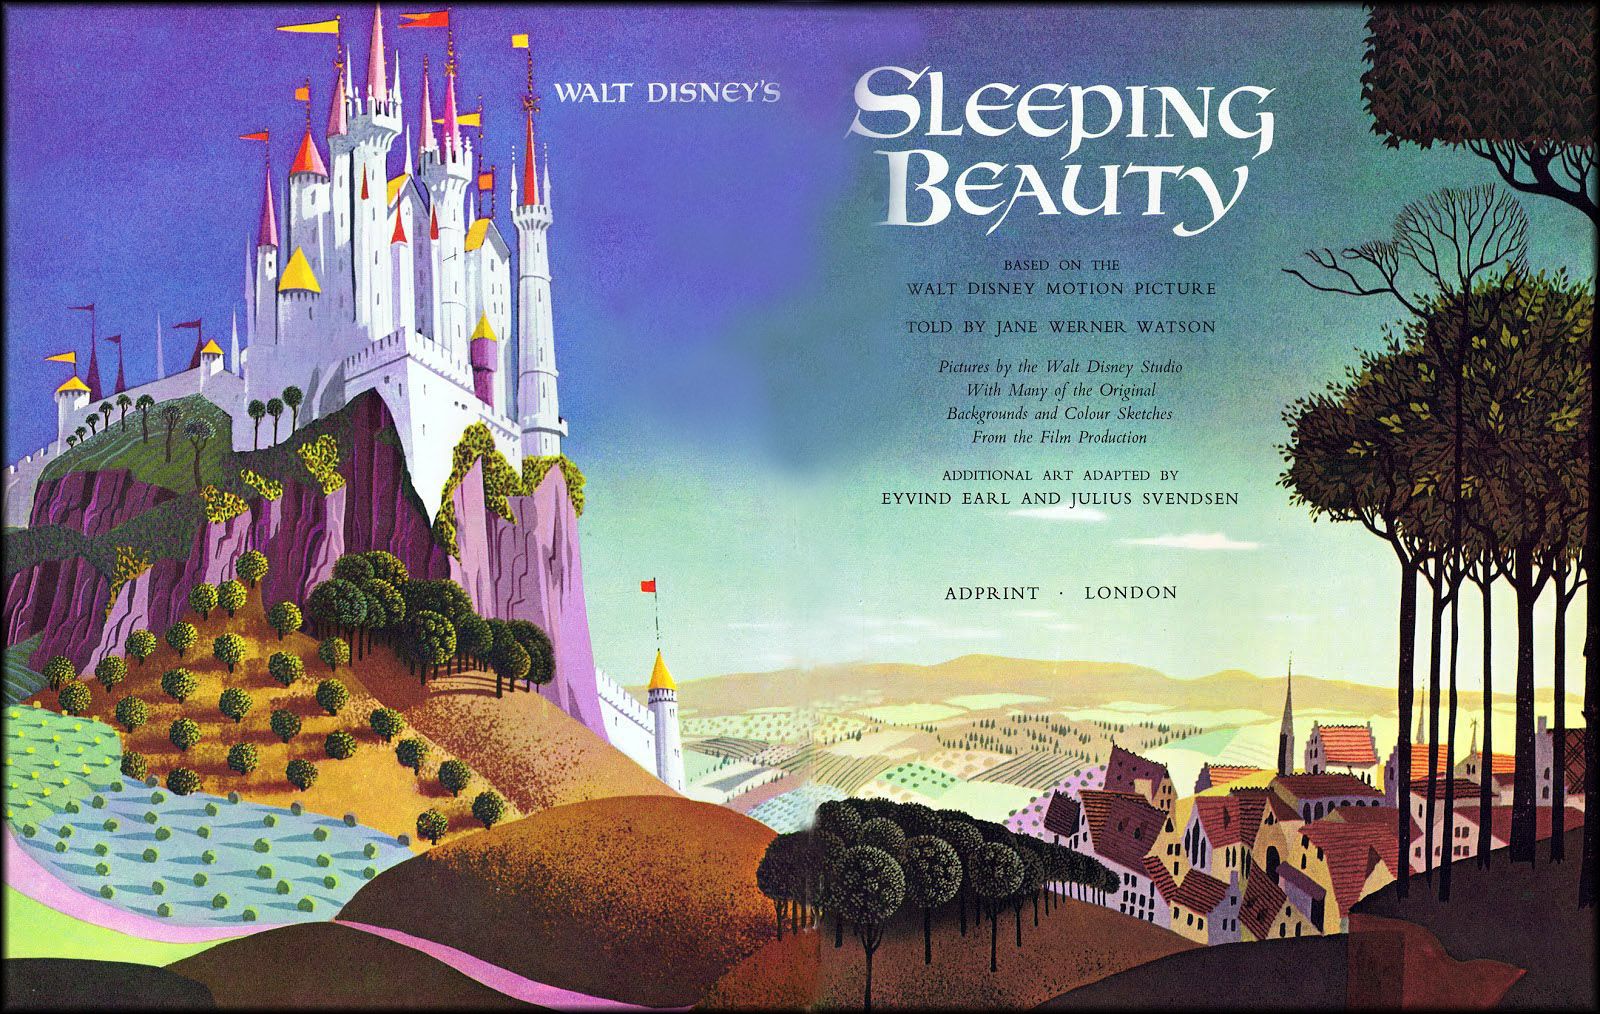 WALT DISNEY'S
SLEEPING
BEAUTY
BASED ON THE
WALT DISNEY MOTION PICTURE
TOLD BY JANE WERNER WATSON
Pictures by the Walt Disney Studio
With Many of the Original
Backgrounds and Colour Sketches
From the Film Production
ADDITIONAL ART ADAPTED BY
EYVIND EARL AND JULIUS SVENDSEN
ADPRINT · LONDON